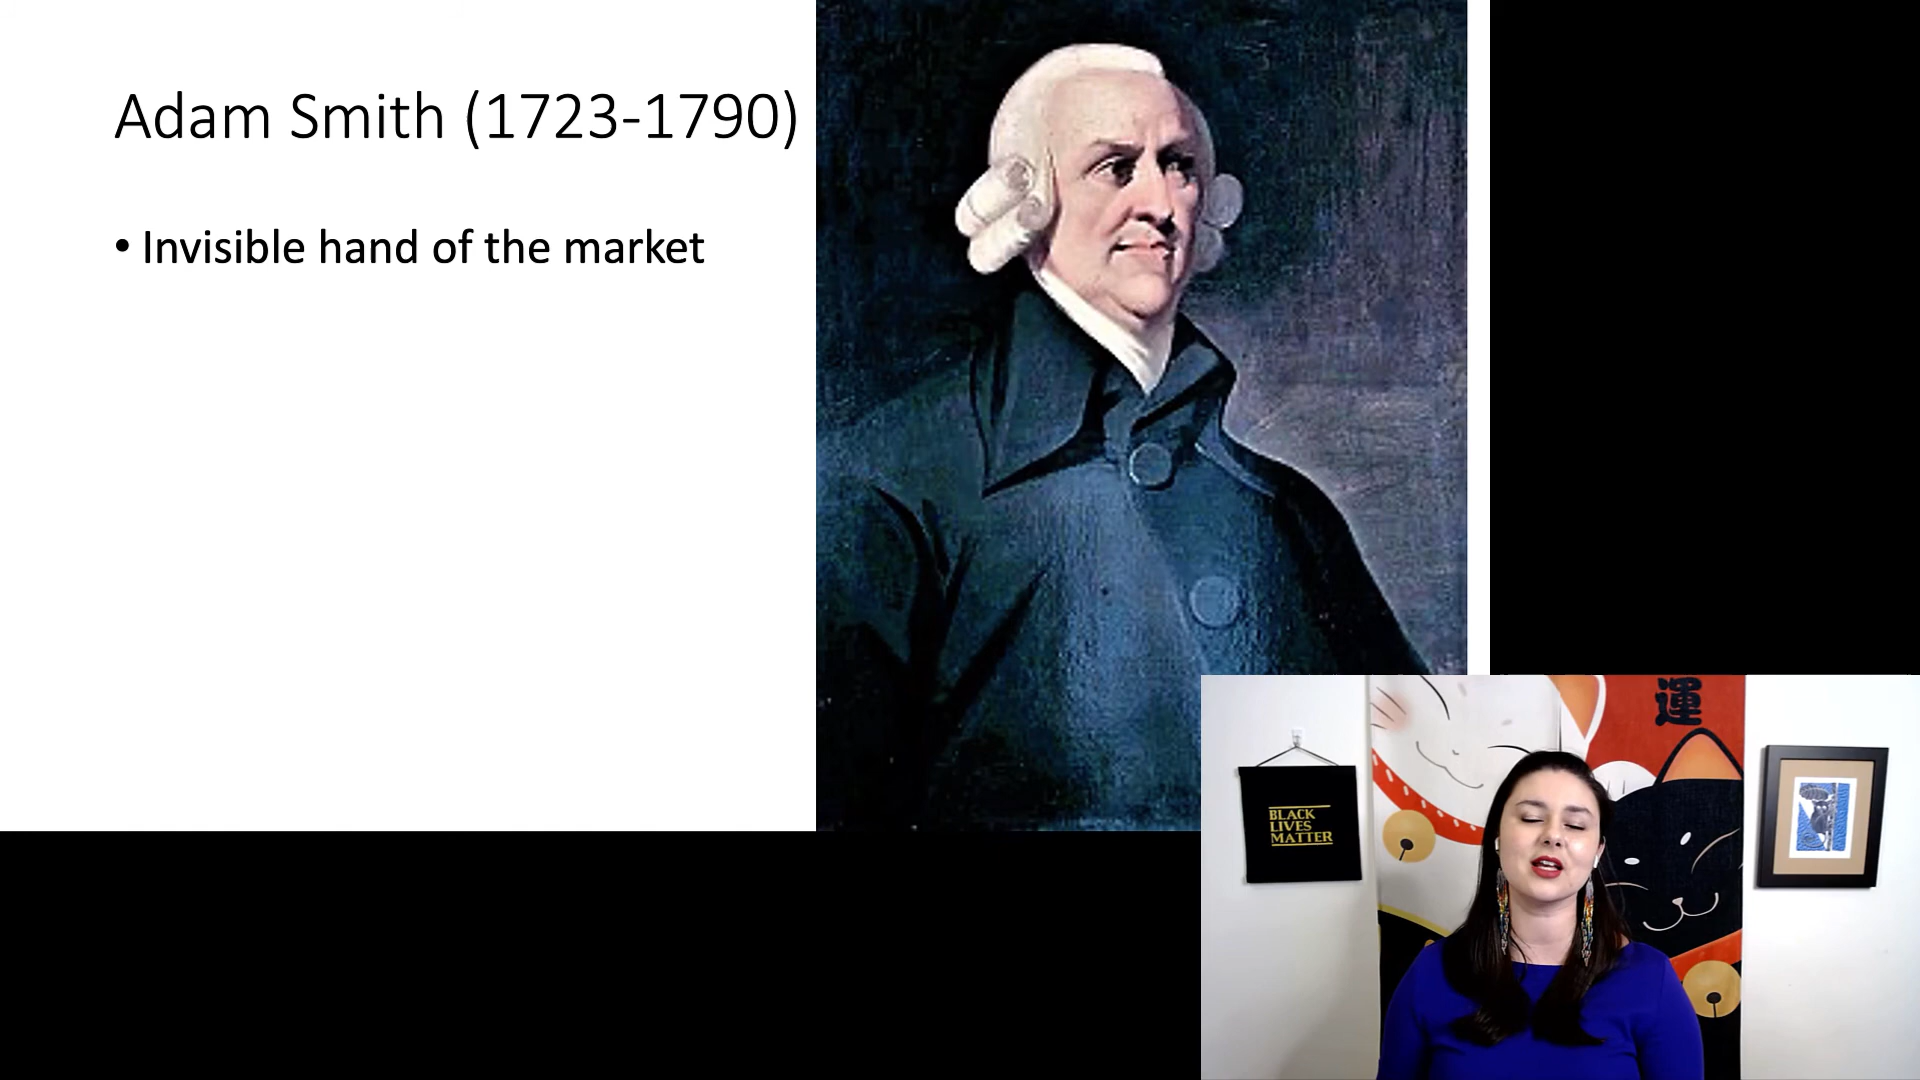 Adam Smith (1723-1790)
• Invisible hand of the market
運
BLACK
LIVES
MATTER